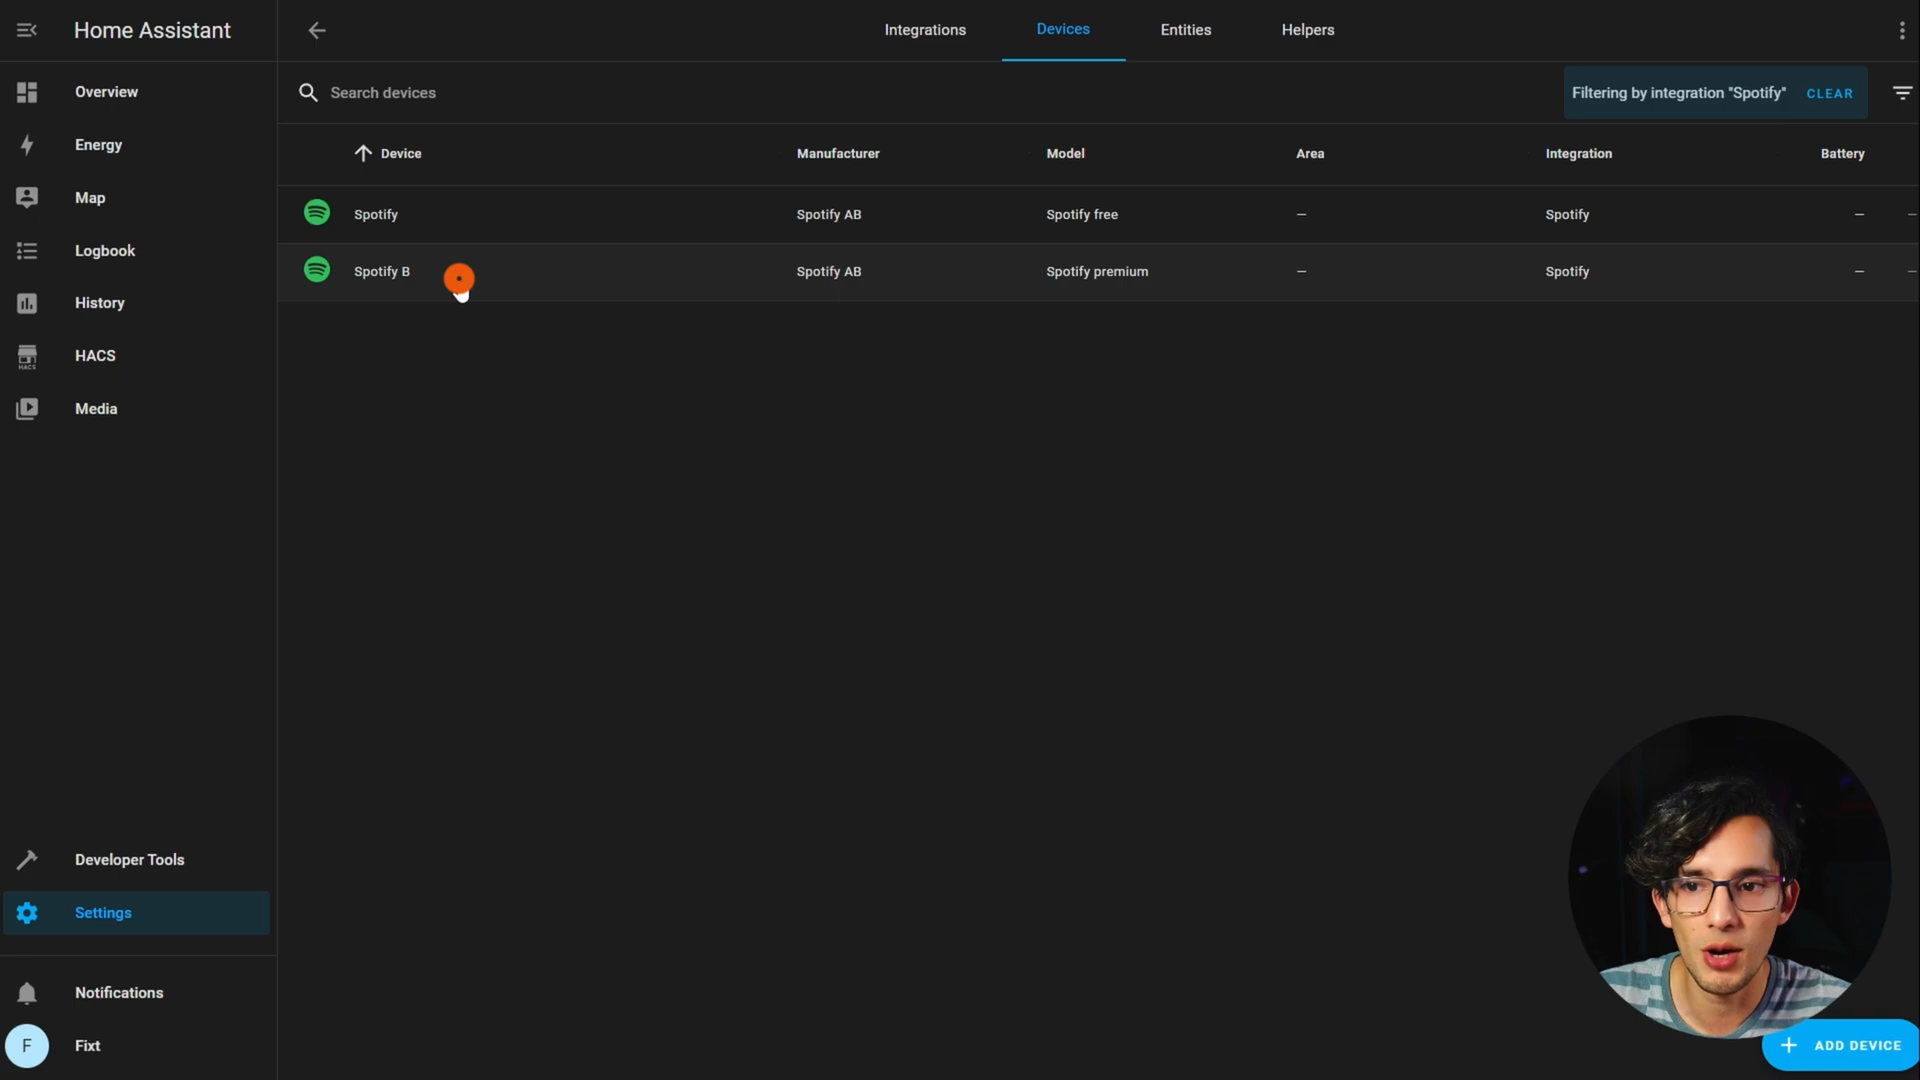 Home Assistant
Integrations Devices Entities Helpers
Overview
Energy
Map
Logbook
History
HACS
HACS
Media
Developer Tools
Settings
Notifications
F Fixt
Search devices
Filtering by integration "Spotify" CLEAR
Device Manufacturer Model Area Integration Battery
Spotify Spotify AB Spotify free — Spotify — —
Spotify B Spotify AB Spotify premium — Spotify — —
+ ADD DEVICE